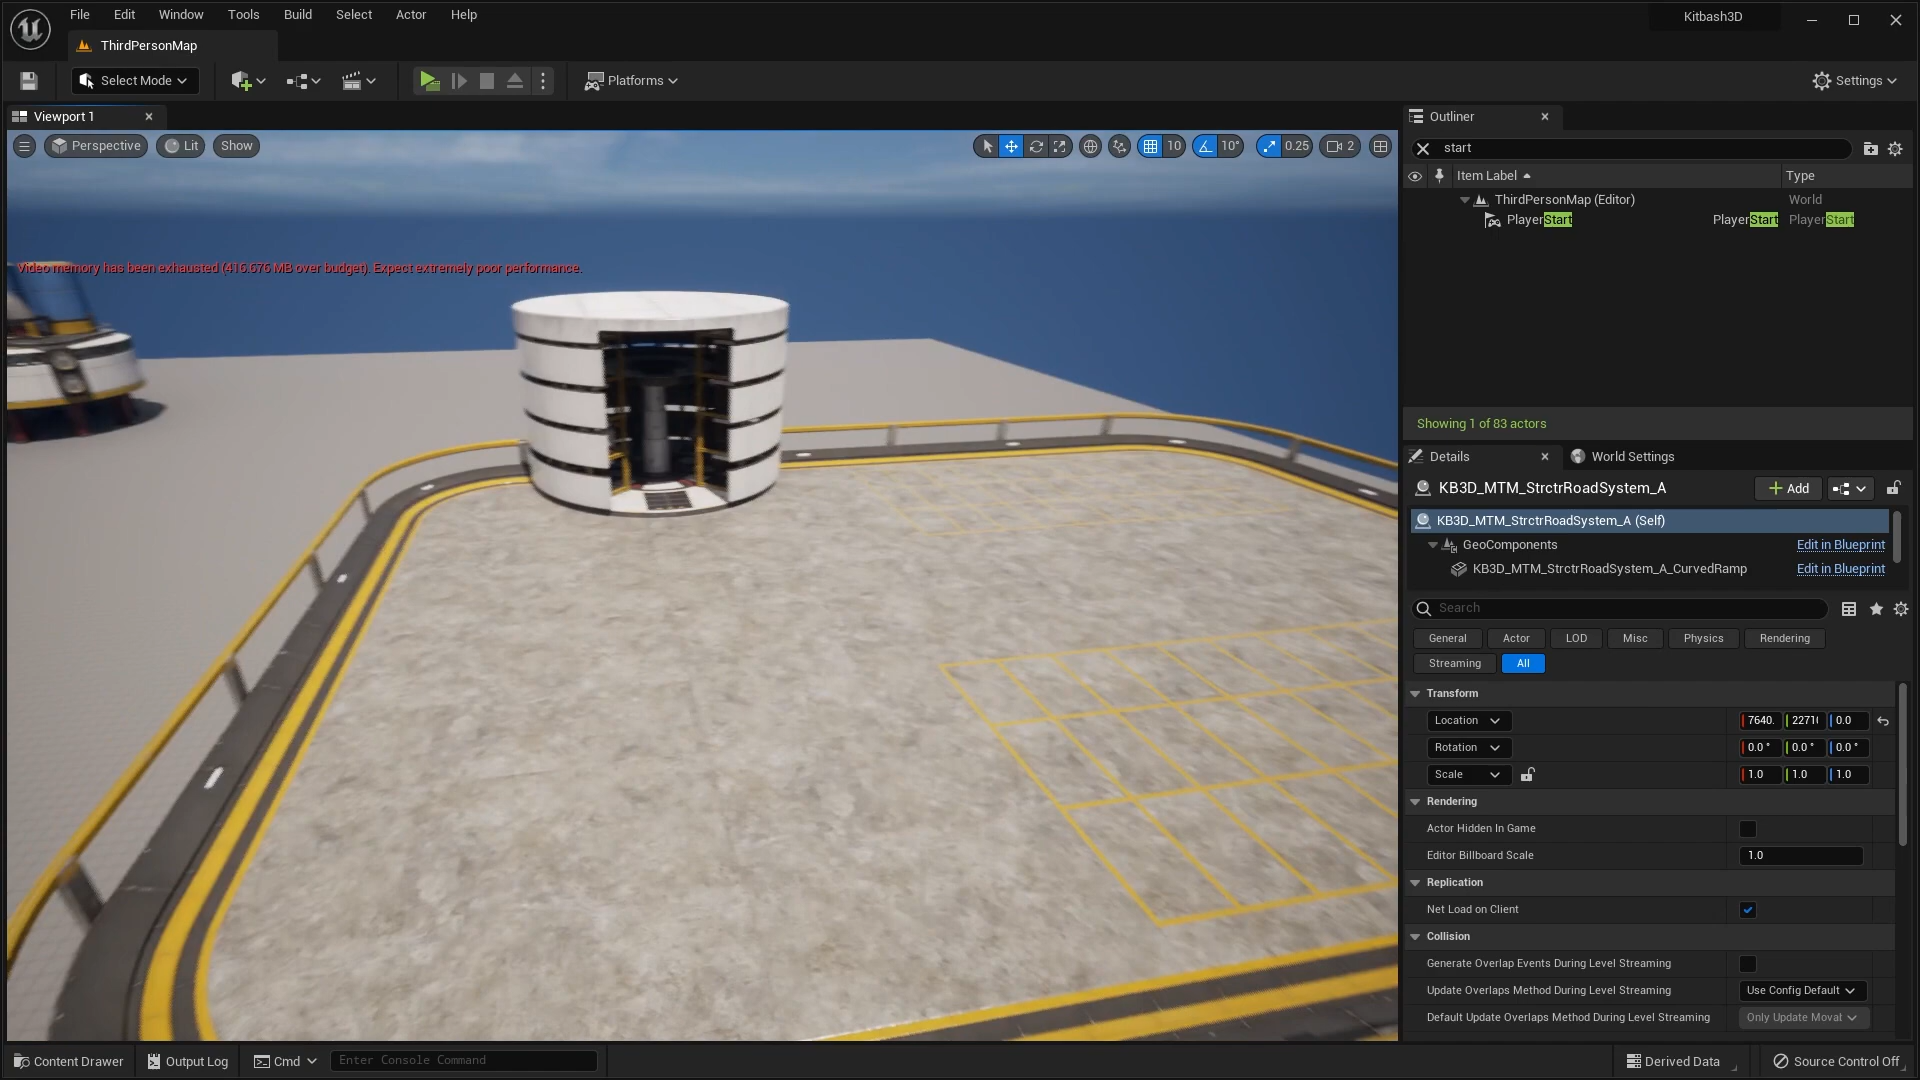 File Edit Window Tools Build Select Actor Help
Kitbash3D
ThirdPersonMap
Select Mode
Platforms
Settings
Viewport 1
Perspective Lit Show
10 10° 0.25 2
Video memory has been exhausted (416.676 MB over budget). Expect extremely poor performance.
Outliner
start
Item Label Type
ThirdPersonMap (Editor) World
PlayerStart PlayerStart PlayerStart
Showing 1 of 83 actors
Details World Settings
KB3D_MTM_StrctrRoadSystem_A Add
KB3D_MTM_StrctrRoadSystem_A (Self)
GeoComponents Edit in Blueprint
KB3D_MTM_StrctrRoadSystem_A_CurvedRamp Edit in Blueprint
Search
General Actor LOD Misc Physics Rendering
Streaming All
Transform
Location 7640. 0.0
Rotation 0.0 ° 0.0 ° 0.0 °
Scale 1.0 1.0 1.0
Rendering
Actor Hidden In Game
Editor Billboard Scale 1.0
Replication
Net Load on Client
Collision
Generate Overlap Events During Level Streaming
Update Overlaps Method During Level Streaming Use Config Default
Default Update Overlaps Method During Level Streaming Only Update Movat
Content Drawer Output Log Cmd Enter Console Command
Derived Data Source Control Off